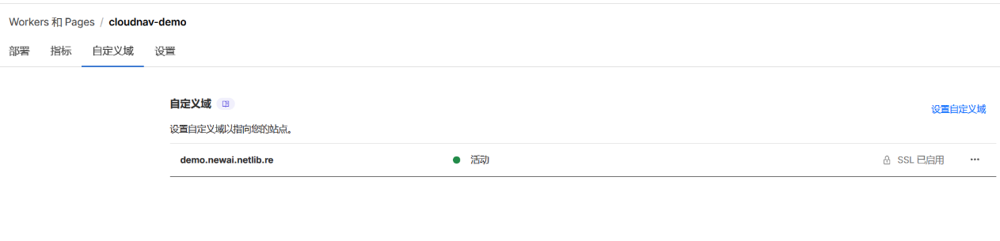 Workers 和 Pages / cloudnav-demo
部署 指标 自定义域 设置
自定义域
设置自定义域
设置自定义域以指向您的站点。
demo.newai.netlib.re 活动 SSL 已启用 ···